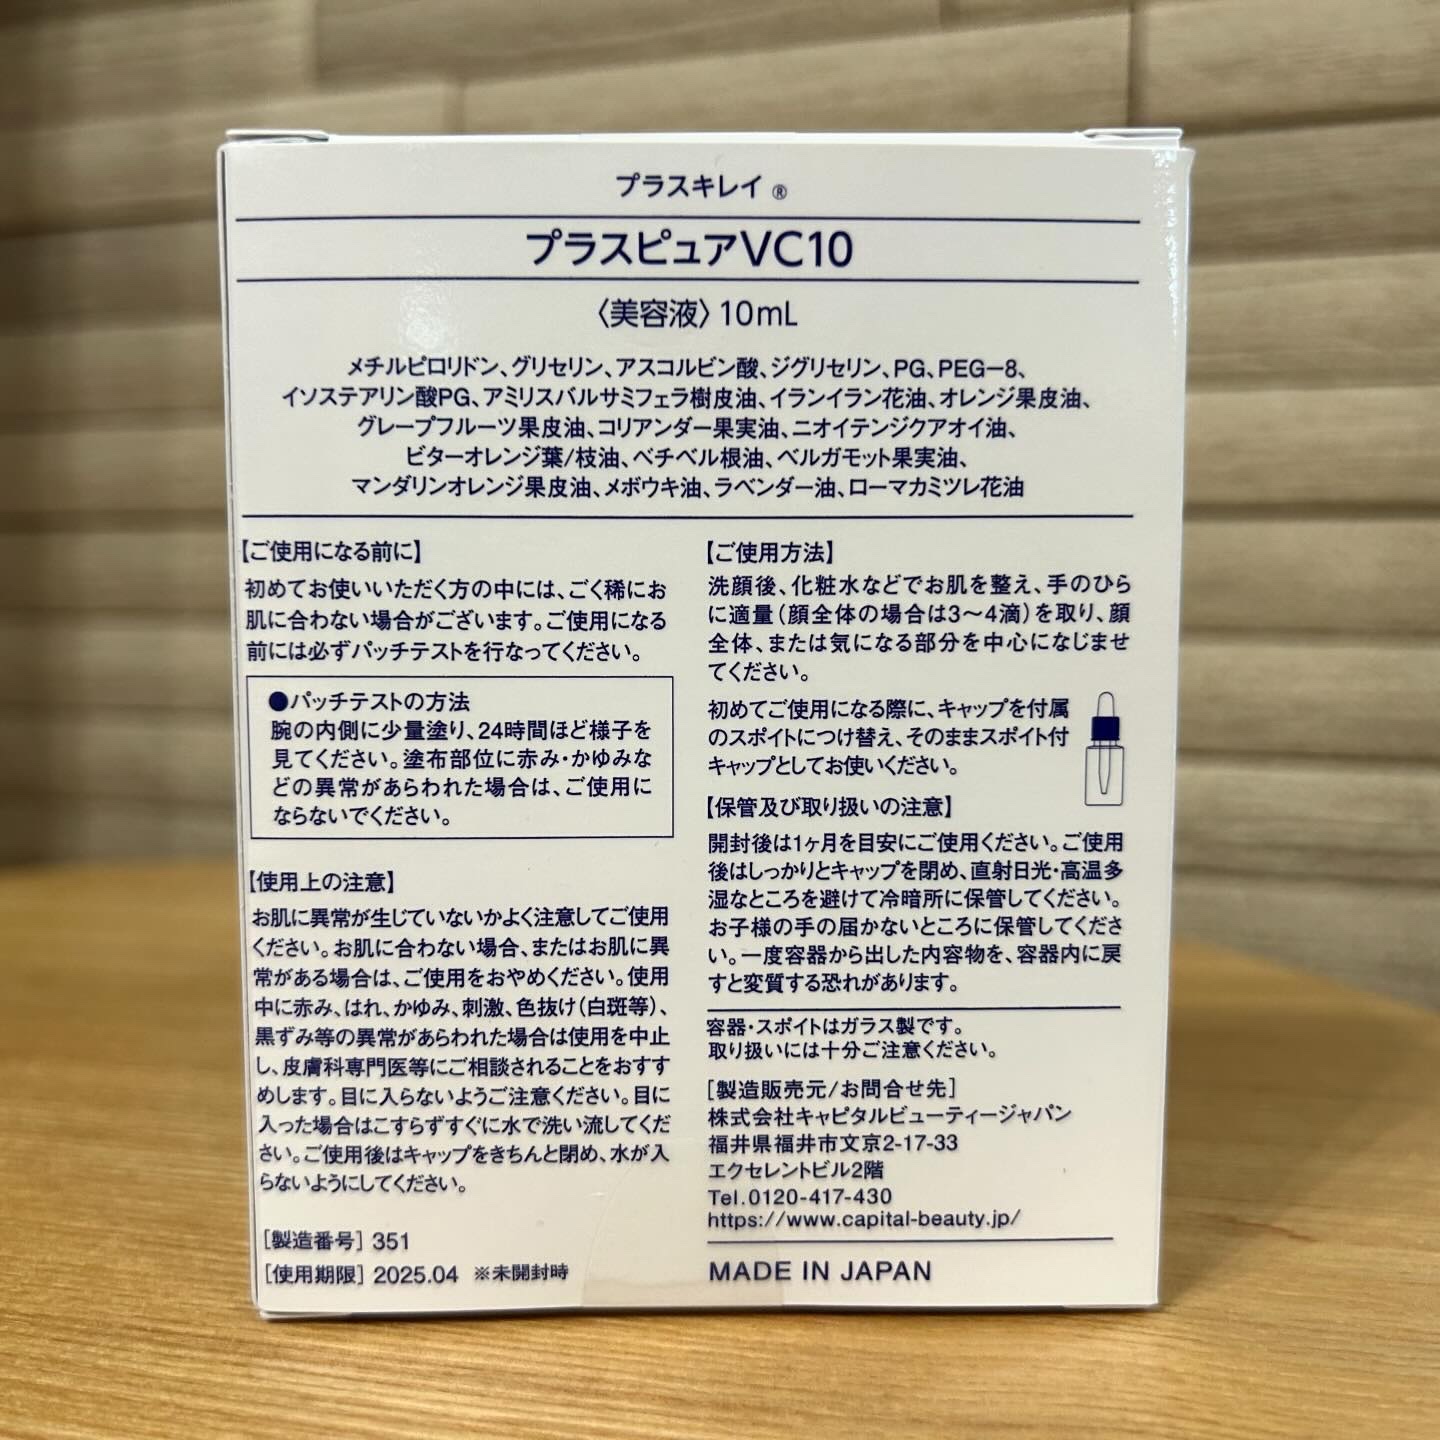 プラスキレイ®
プラスピュアVC10
〈美容液〉10mL
メチルピロリドン、グリセリン、アスコルビン酸、ジグリセリン、PG、PEG－8、
イソステアリン酸PG、アミリスバルサミフェラ樹皮油、イランイラン花油、オレンジ果皮油、
グレープフルーツ果皮油、コリアンダー果実油、ニオイテンジクアオイ油、
ビターオレンジ葉/枝油、ベチベル根油、ベルガモット果実油、
マンダリンオレンジ果皮油、メボウキ油、ラベンダー油、ローマカミツレ花油
【ご使用になる前に】
初めてお使いいただく方の中には、ごく稀にお
肌に合わない場合がございます。ご使用になる
前には必ずパッチテストを行なってください。
●パッチテストの方法
腕の内側に少量塗り、24時間ほど様子を
見てください。塗布部位に赤み・かゆみな
どの異常があらわれた場合は、ご使用に
ならないでください。
【使用上の注意】
お肌に異常が生じていないかよく注意してご使用
ください。お肌に合わない場合、またはお肌に異
常がある場合は、ご使用をおやめください。使用
中に赤み、はれ、かゆみ、刺激、色抜け（白斑等）、
黒ずみ等の異常があらわれた場合は使用を中止
し、皮膚科専門医等にご相談されることをおすす
めします。目に入らないようご注意ください。目に
入った場合はこすらずすぐに水で洗い流してくだ
さい。ご使用後はキャップをきちんと閉め、水が入
らないようにしてください。
［製造番号］351
［使用期限］2025.04 ※未開封時
【ご使用方法】
洗顔後、化粧水などでお肌を整え、手のひら
に適量（顔全体の場合は3〜4滴）を取り、顔
全体、または気になる部分を中心になじませ
てください。
初めてご使用になる際に、キャップを付属
のスポイトにつけ替え、そのままスポイト付
キャップとしてお使いください。
【保管及び取り扱いの注意】
開封後は1ヶ月を目安にご使用ください。ご使用
後はしっかりとキャップを閉め、直射日光・高温多
湿なところを避けて冷暗所に保管してください。
お子様の手の届かないところに保管してくださ
い。一度容器から出した内容物を、容器内に戻
すと変質する恐れがあります。
容器・スポイトはガラス製です。
取り扱いには十分ご注意ください。
［製造販売元/お問合せ先］
株式会社キャピタルビューティージャパン
福井県福井市文京2-17-33
エクセレントビル2階
Tel.0120-417-430
https://www.capital-beauty.jp/
MADE IN JAPAN